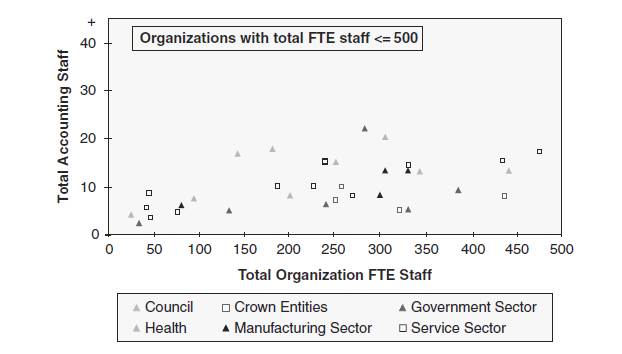 +
Organizations with total FTE staff <= 500
40
30
20
10
0
Total Accounting Staff
0 50 100 150 200 250 300 350 400 450 500
Total Organization FTE Staff
Council Crown Entities Government Sector
Health Manufacturing Sector Service Sector